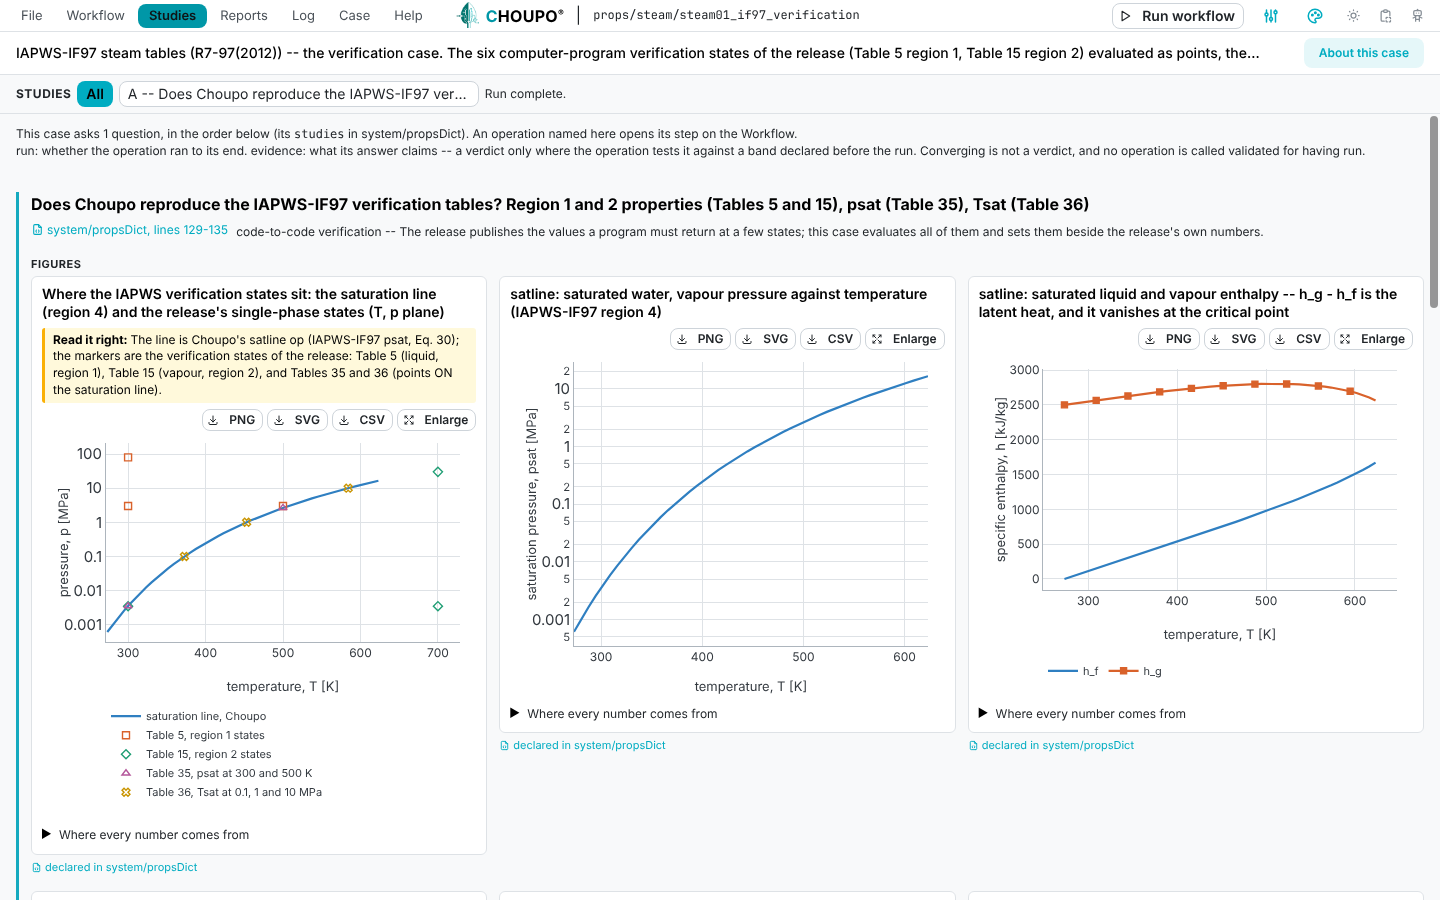 File Workflow Studies Reports Log Case Help CHOUPO® props/steam/steam01_if97_verification Run workflow
IAPWS-IF97 steam tables (R7-97(2012)) -- the verification case. The six computer-program verification states of the release (Table 5 region 1, Table 15 region 2) evaluated as points, the... About this case
STUDIES All A -- Does Choupo reproduce the IAPWS-IF97 ver... Run complete.
This case asks 1 question, in the order below (its studies in system/propsDict). An operation named here opens its step on the Workflow.
run: whether the operation ran to its end. evidence: what its answer claims -- a verdict only where the operation tests it against a band declared before the run. Converging is not a verdict, and no operation is called validated for having run.
Does Choupo reproduce the IAPWS-IF97 verification tables? Region 1 and 2 properties (Tables 5 and 15), psat (Table 35), Tsat (Table 36)
system/propsDict, lines 129-135 code-to-code verification -- The release publishes the values a program must return at a few states; this case evaluates all of them and sets them beside the release's own numbers.
FIGURES
Where the IAPWS verification states sit: the saturation line
(region 4) and the release's single-phase states (T, p plane)
Read it right: The line is Choupo's satline op (IAPWS-IF97 psat, Eq. 30);
the markers are the verification states of the release: Table 5 (liquid,
region 1), Table 15 (vapour, region 2), and Tables 35 and 36 (points ON
the saturation line).
PNG SVG CSV Enlarge
100
10
1
0.1
0.01
0.001
pressure, p [MPa]
300 400 500 600 700
temperature, T [K]
saturation line, Choupo
Table 5, region 1 states
Table 15, region 2 states
Table 35, psat at 300 and 500 K
Table 36, Tsat at 0.1, 1 and 10 MPa
Where every number comes from
declared in system/propsDict
satline: saturated water, vapour pressure against temperature
(IAPWS-IF97 region 4)
PNG SVG CSV Enlarge
2
10
5
2
1
5
2
0.1
5
2
0.01
5
2
0.001
5
saturation pressure, psat [MPa]
300 400 500 600
temperature, T [K]
Where every number comes from
declared in system/propsDict
satline: saturated liquid and vapour enthalpy -- h_g - h_f is the
latent heat, and it vanishes at the critical point
PNG SVG CSV Enlarge
3000
2500
2000
1500
1000
500
0
specific enthalpy, h [kJ/kg]
300 400 500 600
temperature, T [K]
h_f h_g
Where every number comes from
declared in system/propsDict